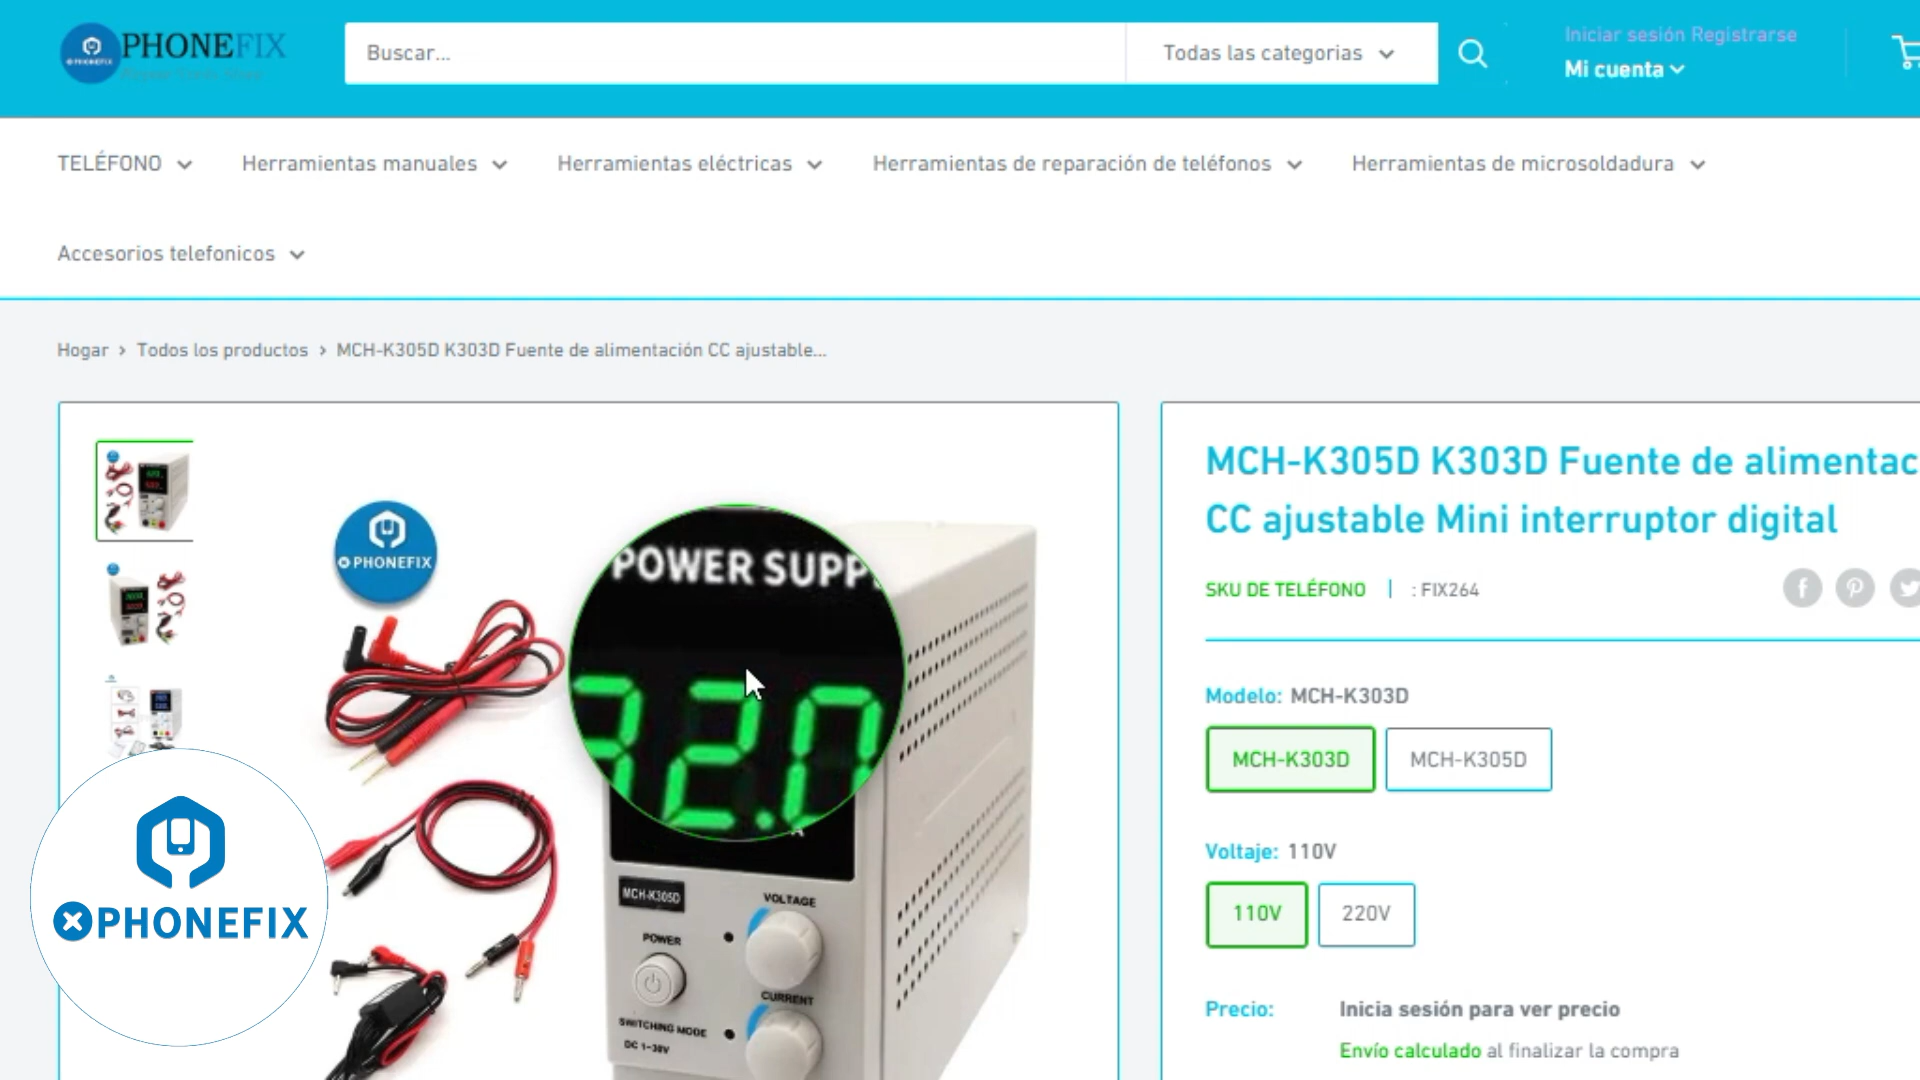 PHONEFIX
Buscar...
Todas las categorias
Iniciar sesión Registrarse
Mi cuenta
TELÉFONO
Herramientas manuales
Herramientas eléctricas
Herramientas de reparación de teléfonos
Herramientas de microsoldadura
Accesorios telefonicos
Hogar > Todos los productos > MCH-K305D K303D Fuente de alimentación CC ajustable...
PHONEFIX
POWER SUPP
32.0
MCH-K305D
VOLTAGE
POWER
CURRENT
SWITCHING MODE
DC 1-30V
PHONEFIX
MCH-K305D K303D Fuente de alimentac
CC ajustable Mini interruptor digital
SKU DE TELÉFONO | : FIX264
Modelo: MCH-K303D
MCH-K303D
MCH-K305D
Voltaje: 110V
110V
220V
Precio: Inicia sesión para ver precio
Envío calculado al finalizar la compra